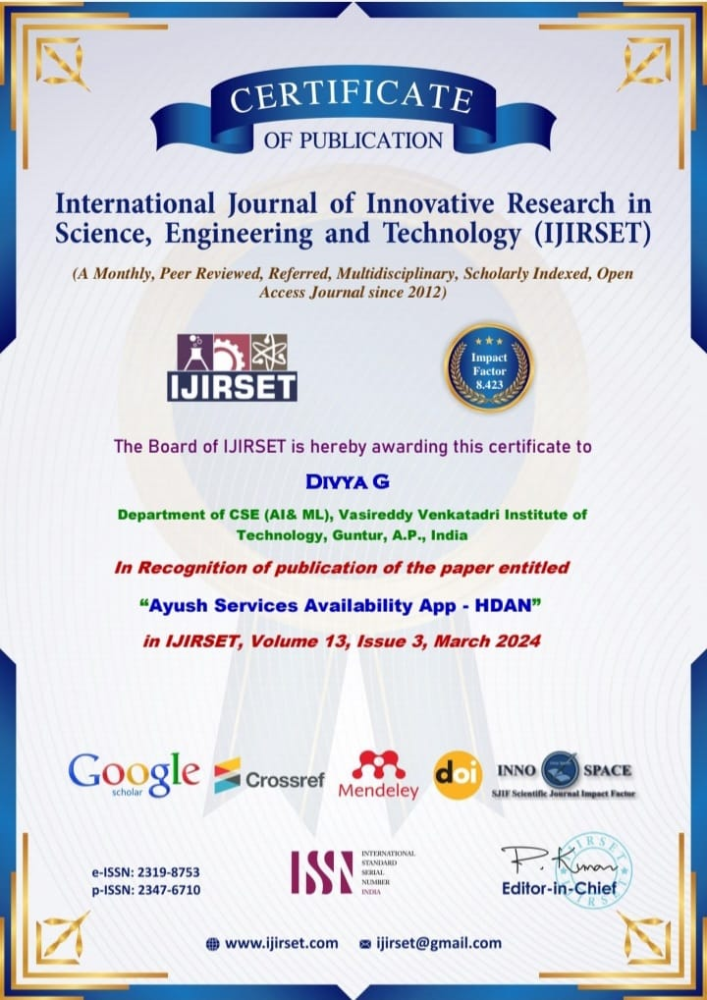 CERTIFICATE
OF PUBLICATION
International Journal of Innovative Research in
Science, Engineering and Technology (IJIRSET)
(A Monthly, Peer Reviewed, Referred, Multidisciplinary, Scholarly Indexed, Open
Access Journal since 2012)
IJIRSET
Impact
Factor
8.423
The Board of IJIRSET is hereby awarding this certificate to
DIVYA G
Department of CSE (AI& ML), Vasireddy Venkatadri Institute of
Technology, Guntur, A.P., India
In Recognition of publication of the paper entitled
“Ayush Services Availability App - HDAN”
in IJIRSET, Volume 13, Issue 3, March 2024
Google
scholar
Crossref
Mendeley
doi
INNO SPACE
SJIF Scientific Journal Impact Factor
e-ISSN: 2319-8753
p-ISSN: 2347-6710
ISSN
INTERNATIONAL
STANDARD
SERIAL
NUMBER
INDIA
P. Kumar
IJIRSET
Editor-in-Chief
www.ijirset.com ijirset@gmail.com